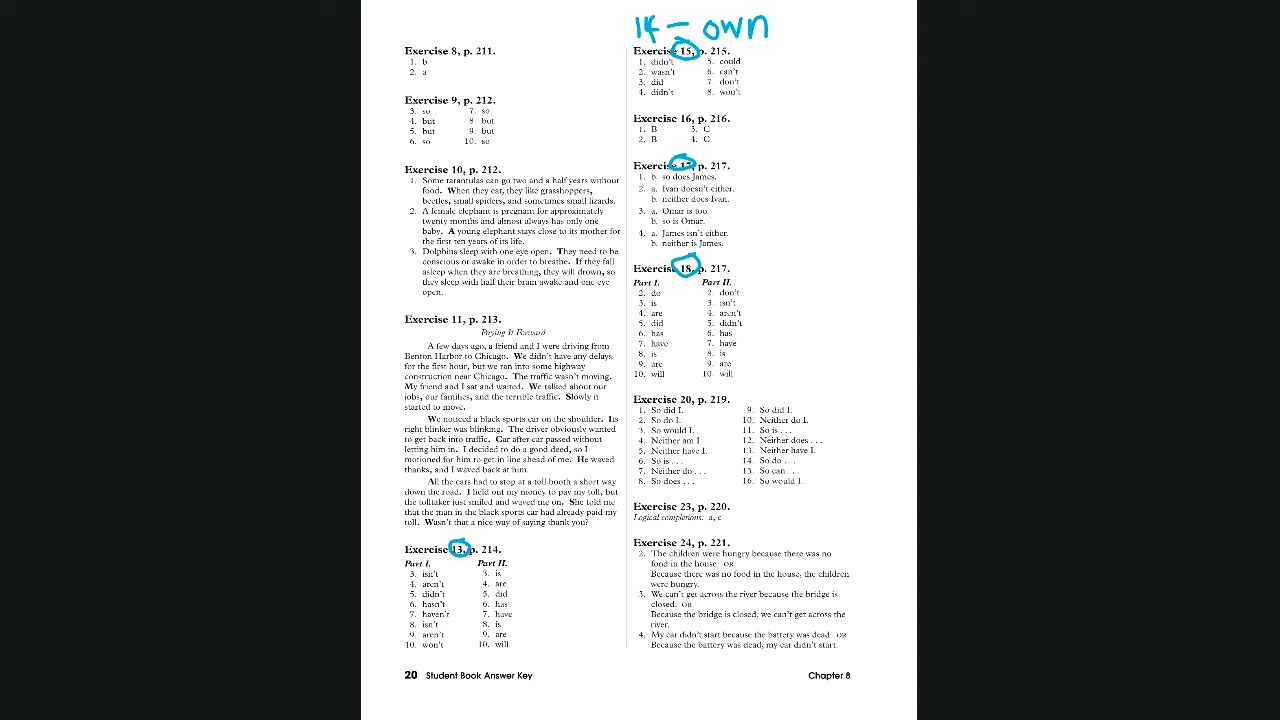 14 - own
Exercise 8, p. 211.
1. b
2. a
Exercise 9, p. 212.
3. so 7. so
4. but 8. but
5. but 9. but
6. so 10. so
Exercise 10, p. 212.
1. Some tarantulas can go two and a half years without
food. When they eat, they like grasshoppers,
beetles, small spiders, and sometimes small lizards.
2. A female elephant is pregnant for approximately
twenty months and almost always has only one
baby. A young elephant stays close to its mother for
the first ten years of its life.
3. Dolphins sleep with one eye open. They need to be
conscious or awake in order to breathe. If they fall
asleep when they are breathing, they will drown, so
they sleep with half their brain awake and one eye
open.
Exercise 11, p. 213.
Paying It Forward
A few days ago, a friend and I were driving from
Benton Harbor to Chicago. We didn't have any delays
for the first hour, but we ran into some highway
construction near Chicago. The traffic wasn't moving.
My friend and I sat and waited. We talked about our
jobs, our families, and the terrible traffic. Slowly it
started to move.
We noticed a black sports car on the shoulder. Its
right blinker was blinking. The driver obviously wanted
to get back into traffic. Car after car passed without
letting him in. I decided to do a good deed, so I
motioned for him to get in line ahead of me. He waved
thanks, and I waved back at him.
All the cars had to stop at a toll booth a short way
down the road. I held out my money to pay my toll, but
the tolltaker just smiled and waved me on. She told me
that the man in the black sports car had already paid my
toll. Wasn't that a nice way of saying thank you?
Exercise 13, p. 214.
Part I. Part II.
3. isn't 3. is
4. aren't 4. are
5. didn't 5. did
6. hasn't 6. has
7. haven't 7. have
8. isn't 8. is
9. aren't 9. are
10. won't 10. will
Exercise 15, p. 215.
1. didn't 5. could
2. wasn't 6. can't
3. did 7. don't
4. didn't 8. won't
Exercise 16, p. 216.
1. B 3. C
2. B 4. C
Exercise 17, p. 217.
1. b. so does James.
2. a. Ivan doesn't either.
b. neither does Ivan.
3. a. Omar is too.
b. so is Omar.
4. a. James isn't either.
b. neither is James.
Exercise 18, p. 217.
Part I. Part II.
2. do 2. don't
3. is 3. isn't
4. are 4. aren't
5. did 5. didn't
6. has 6. has
7. have 7. have
8. is 8. is
9. are 9. are
10. will 10. will
Exercise 20, p. 219.
1. So did I. 9. So did I.
2. So do I. 10. Neither do I.
3. So would I. 11. So is . . .
4. Neither am I 12. Neither does . . .
5. Neither have I. 13. Neither have I.
6. So is . . . 14. So do . . .
7. Neither do . . . 15. So can . . .
8. So does . . . 16. So would I.
Exercise 23, p. 220.
Logical completions: a, c
Exercise 24, p. 221.
2. The children were hungry because there was no
food in the house. OR
Because there was no food in the house, the children
were hungry.
3. We can't get across the river because the bridge is
closed. OR
Because the bridge is closed, we can't get across the
river.
4. My car didn't start because the battery was dead OR
Because the battery was dead, my car didn't start.
20 Student Book Answer Key
Chapter 8